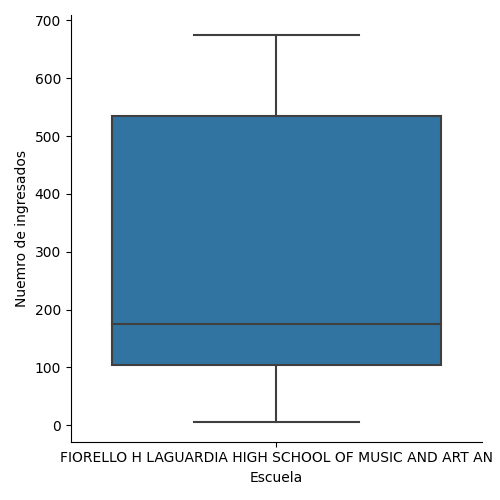 700
600
500
400
300
200
100
0
Nuemro de ingresados
FIORELLO H LAGUARDIA HIGH SCHOOL OF MUSIC AND ART AN
Escuela